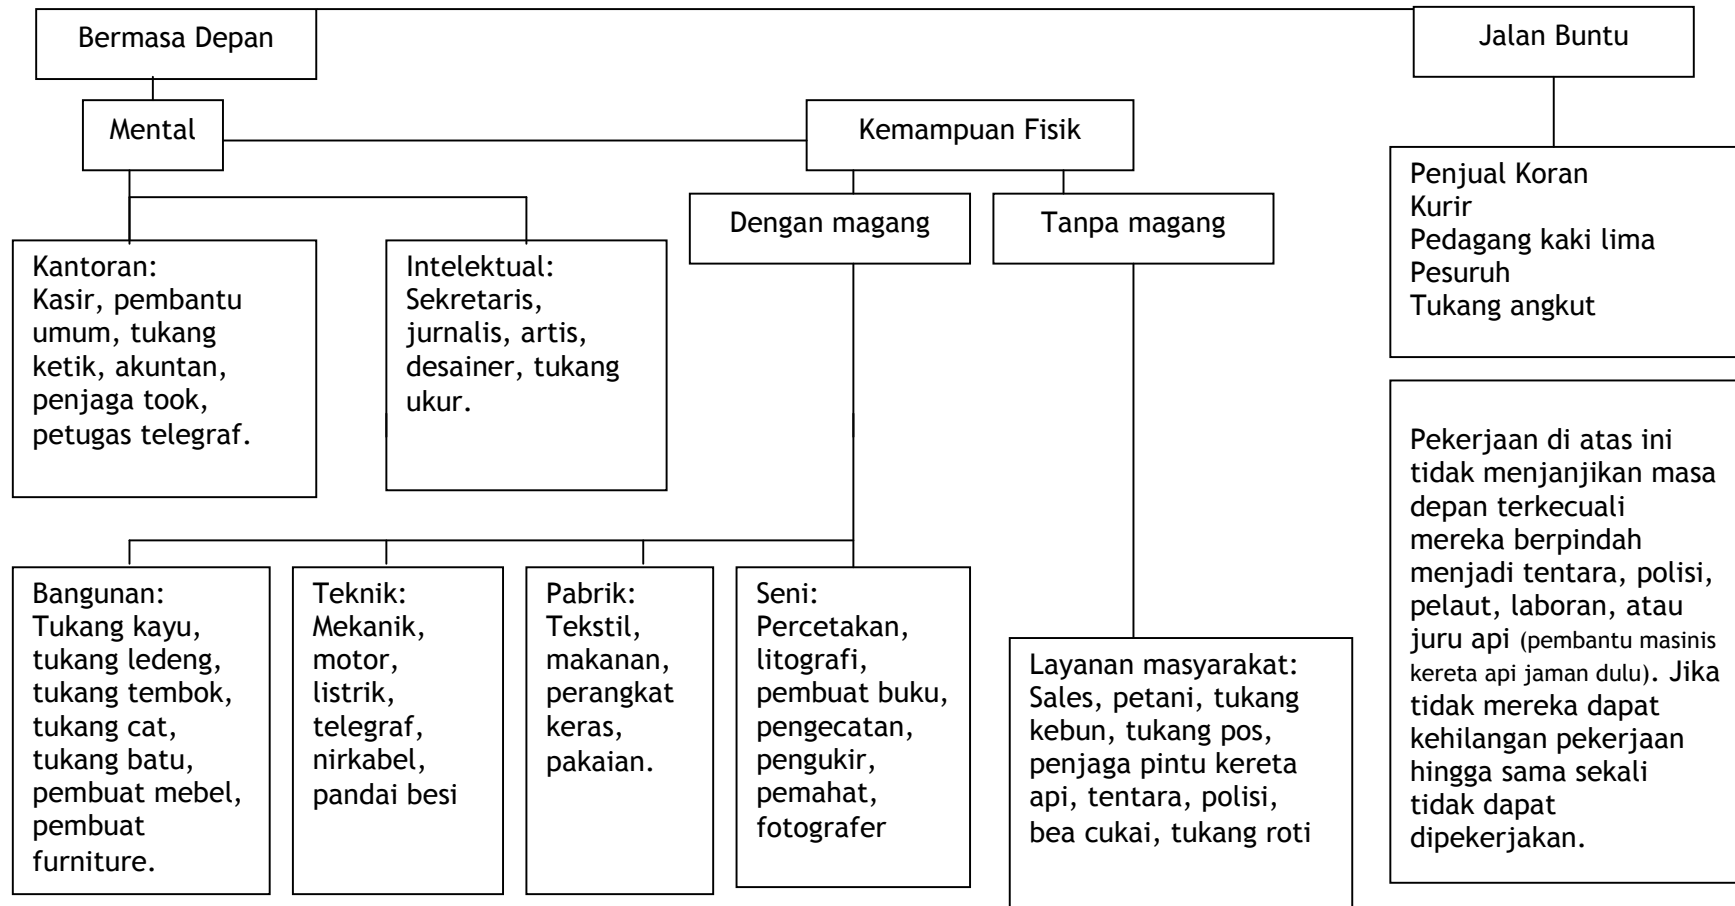 Bermasa Depan
Jalan Buntu
Mental
Kemampuan Fisik
Penjual Koran
Kurir
Pedagang kaki lima
Pesuruh
Tukang angkut
Dengan magang
Tanpa magang
Kantoran:
Kasir, pembantu
umum, tukang
ketik, akuntan,
penjaga took,
petugas telegraf.
Intelektual:
Sekretaris,
jurnalis, artis,
desainer, tukang
ukur.
Pekerjaan di atas ini
tidak menjanjikan masa
depan terkecuali
mereka berpindah
menjadi tentara, polisi,
pelaut, laboran, atau
juru api (pembantu masinis
kereta api jaman dulu). Jika
tidak mereka dapat
kehilangan pekerjaan
hingga sama sekali
tidak dapat
dipekerjakan.
Bangunan:
Tukang kayu,
tukang ledeng,
tukang tembok,
tukang cat,
tukang batu,
pembuat mebel,
pembuat
furniture.
Teknik:
Mekanik,
motor,
listrik,
telegraf,
nirkabel,
pandai besi
Pabrik:
Tekstil,
makanan,
perangkat
keras,
pakaian.
Seni:
Percetakan,
litografi,
pembuat buku,
pengecatan,
pengukir,
pemahat,
fotografer
Layanan masyarakat:
Sales, petani, tukang
kebun, tukang pos,
penjaga pintu kereta
api, tentara, polisi,
bea cukai, tukang roti